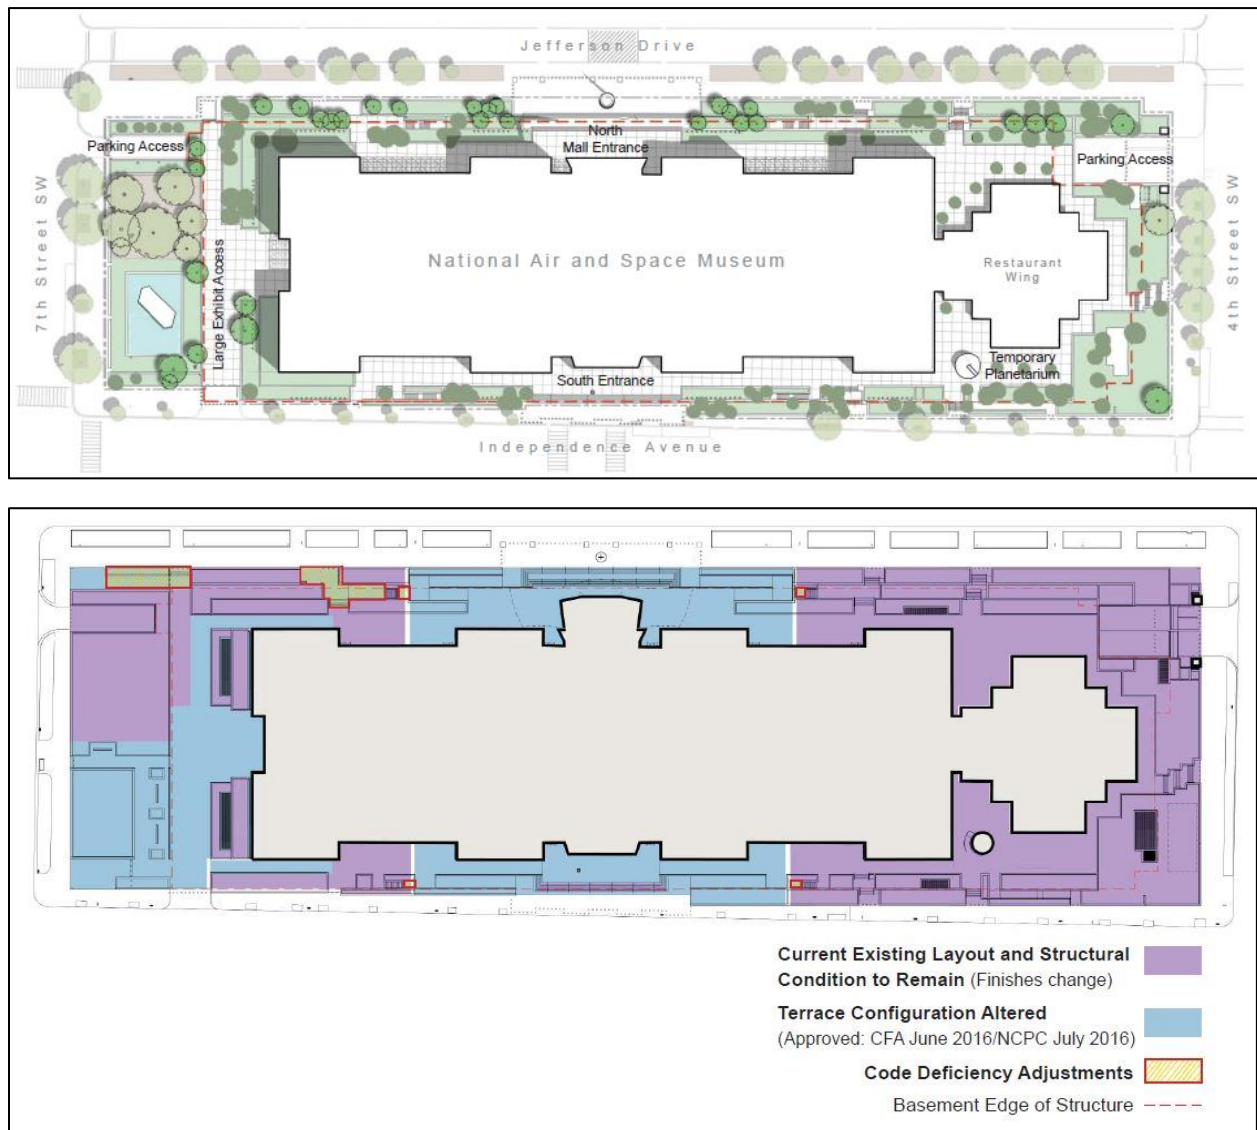 Jefferson Drive
North
Mall Entrance
Parking Access
Parking Access
7th Street SW
Large Exhibit Access
National Air and Space Museum
Restaurant
Wing
4th Street SW
Temporary
Planetarium
South Entrance
Independence Avenue
Current Existing Layout and Structural
Condition to Remain (Finishes change)
Terrace Configuration Altered
(Approved: CFA June 2016/NCPC July 2016)
Code Deficiency Adjustments
Basement Edge of Structure